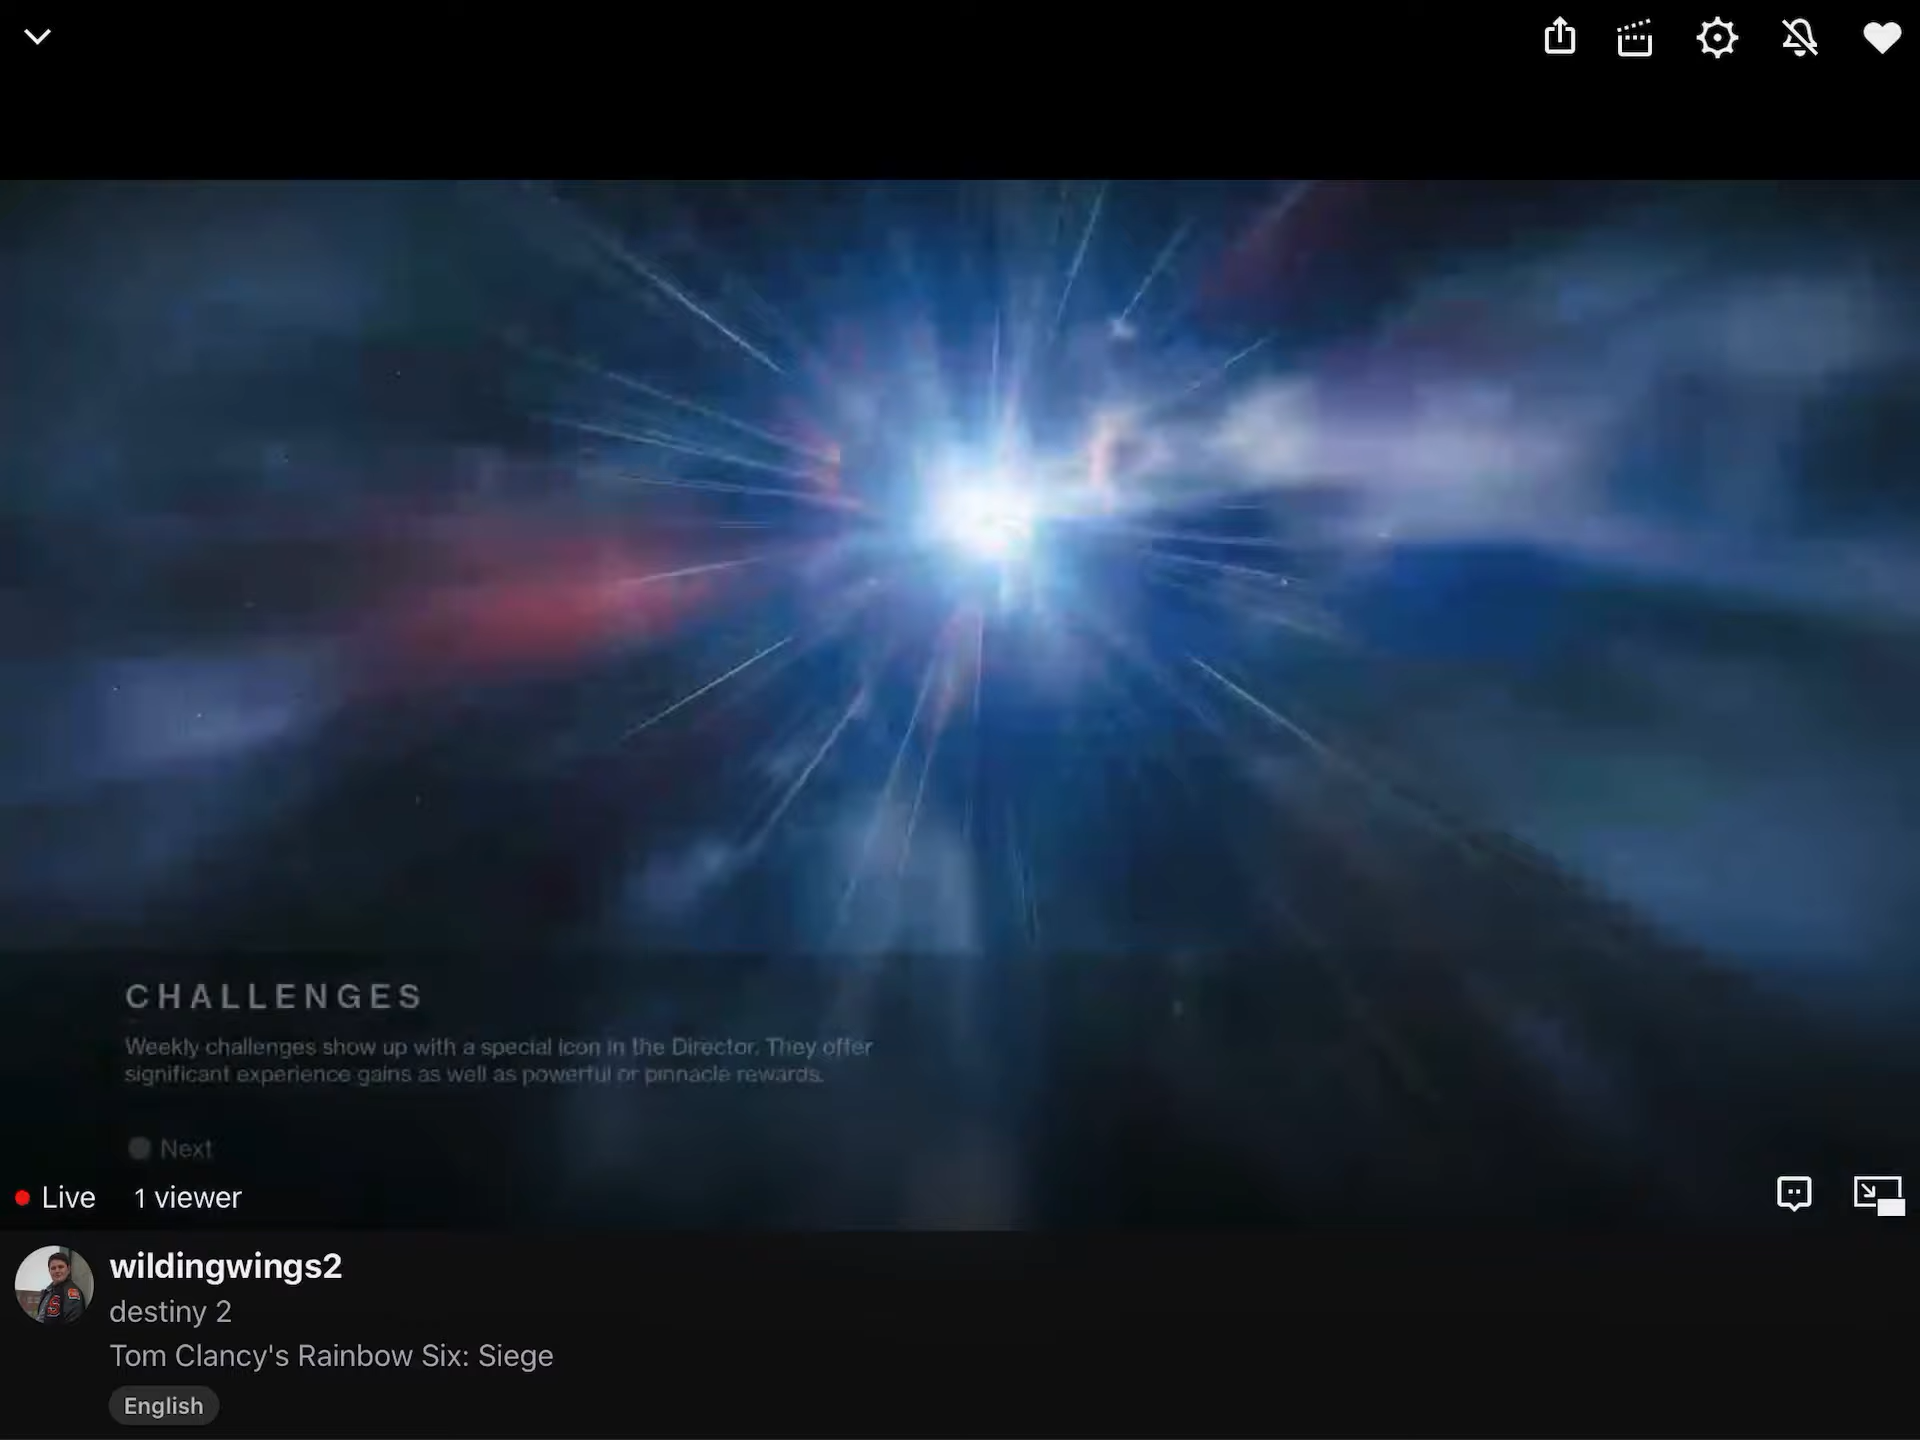 CHALLENGES
Weekly challenges show up with a special icon in the Director. They offer
significant experience gains as well as powerful or pinnacle rewards.
Next
Live 1 viewer
wildingwings2
destiny 2
Tom Clancy's Rainbow Six: Siege
English